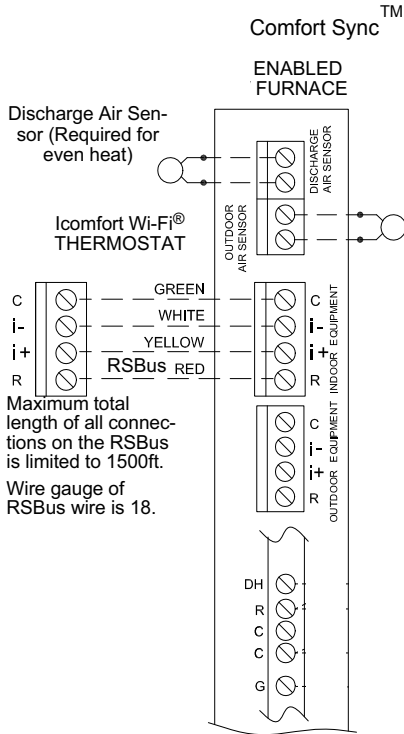 Comfort Sync™
ENABLED
FURNACE
Discharge Air Sen-
sor (Required for
even heat)
DISCHARGE
AIR SENSOR
OUTDOOR
AIR SENSOR
Icomfort Wi-Fi®
THERMOSTAT
C GREEN C
i- WHITE i-
i+ YELLOW i+
R RSBus RED R
INDOOR EQUIPMENT
Maximum total
length of all connec-
tions on the RSBus
is limited to 1500ft.
Wire gauge of
RSBus wire is 18.
C
i-
i+
R
OUTDOOR EQUIPMENT
DH
R
C
C
G